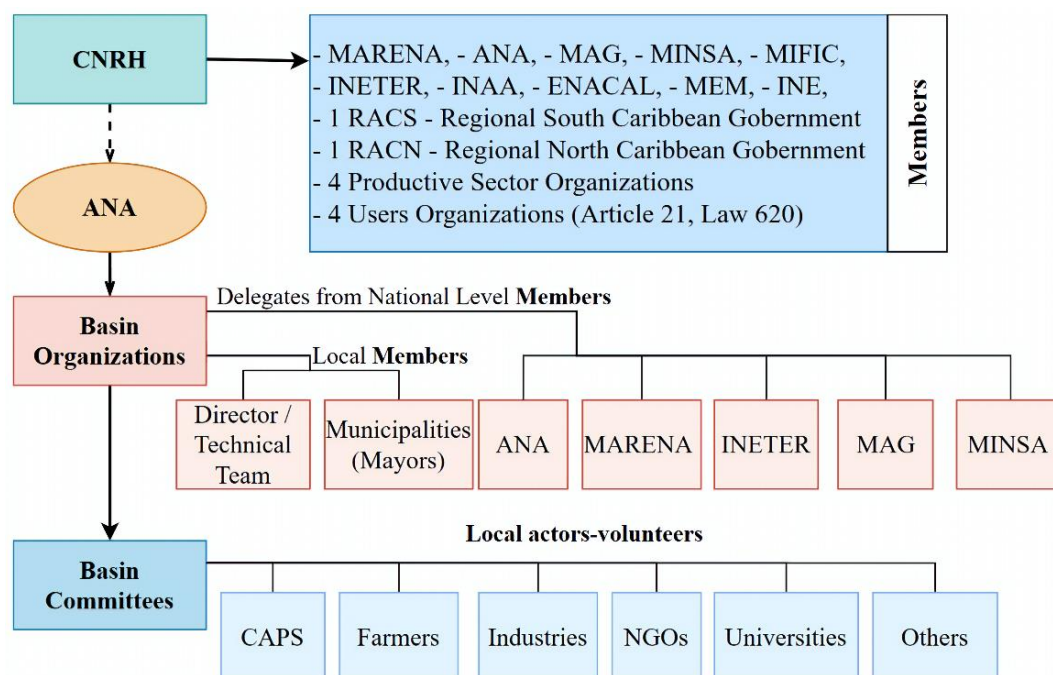 CNRH
- MARENA, - ANA, - MAG, - MINSA, - MIFIC,
- INETER, - INAA, - ENACAL, - MEM, - INE,
- 1 RACS - Regional South Caribbean Gobernment
- 1 RACN - Regional North Caribbean Gobernment
- 4 Productive Sector Organizations
- 4 Users Organizations (Article 21, Law 620)
Members
ANA
Basin
Organizations
Delegates from National Level Members
Local Members
Director /
Technical
Team
Municipalities
(Mayors)
ANA
MARENA
INETER
MAG
MINSA
Basin
Committees
Local actors-volunteers
CAPS
Farmers
Industries
NGOs
Universities
Others